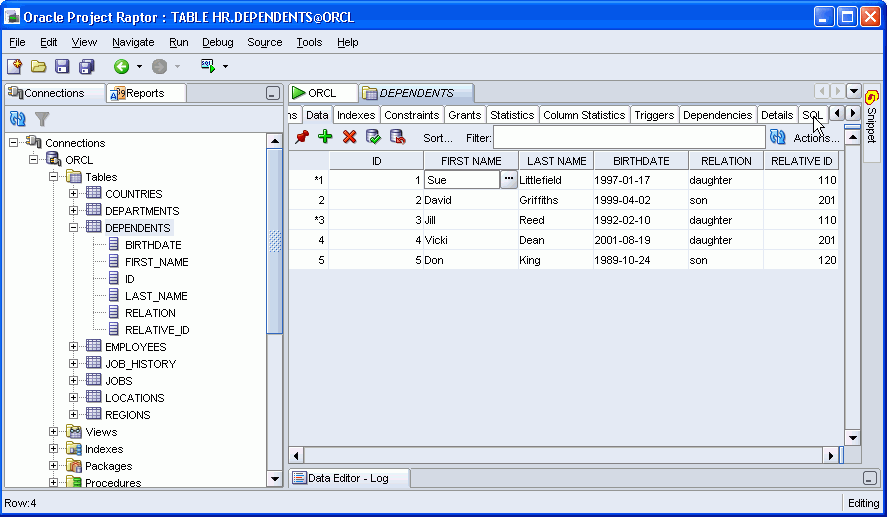 Oracle Project Raptor : TABLE HR.DEPENDENTS@ORCL
File Edit View Navigate Run Debug Source Tools Help
Connections Reports
ORCL DEPENDENTS
ns Data Indexes Constraints Grants Statistics Column Statistics Triggers Dependencies Details SQL
Sort... Filter: Actions...
Snippet
Connections
ORCL
Tables
COUNTRIES
DEPARTMENTS
DEPENDENTS
BIRTHDATE
FIRST_NAME
ID
LAST_NAME
RELATION
RELATIVE_ID
EMPLOYEES
JOB_HISTORY
JOBS
LOCATIONS
REGIONS
Views
Indexes
Packages
Procedures
ID FIRST NAME LAST NAME BIRTHDATE RELATION RELATIVE ID
*1 1 Sue ... Littlefield 1997-01-17 daughter 110
2 2 David Griffiths 1999-04-02 son 201
*3 3 Jill Reed 1992-02-10 daughter 110
4 4 Vicki Dean 2001-08-19 daughter 201
5 5 Don King 1989-10-24 son 120
Data Editor - Log
Row:4 Editing